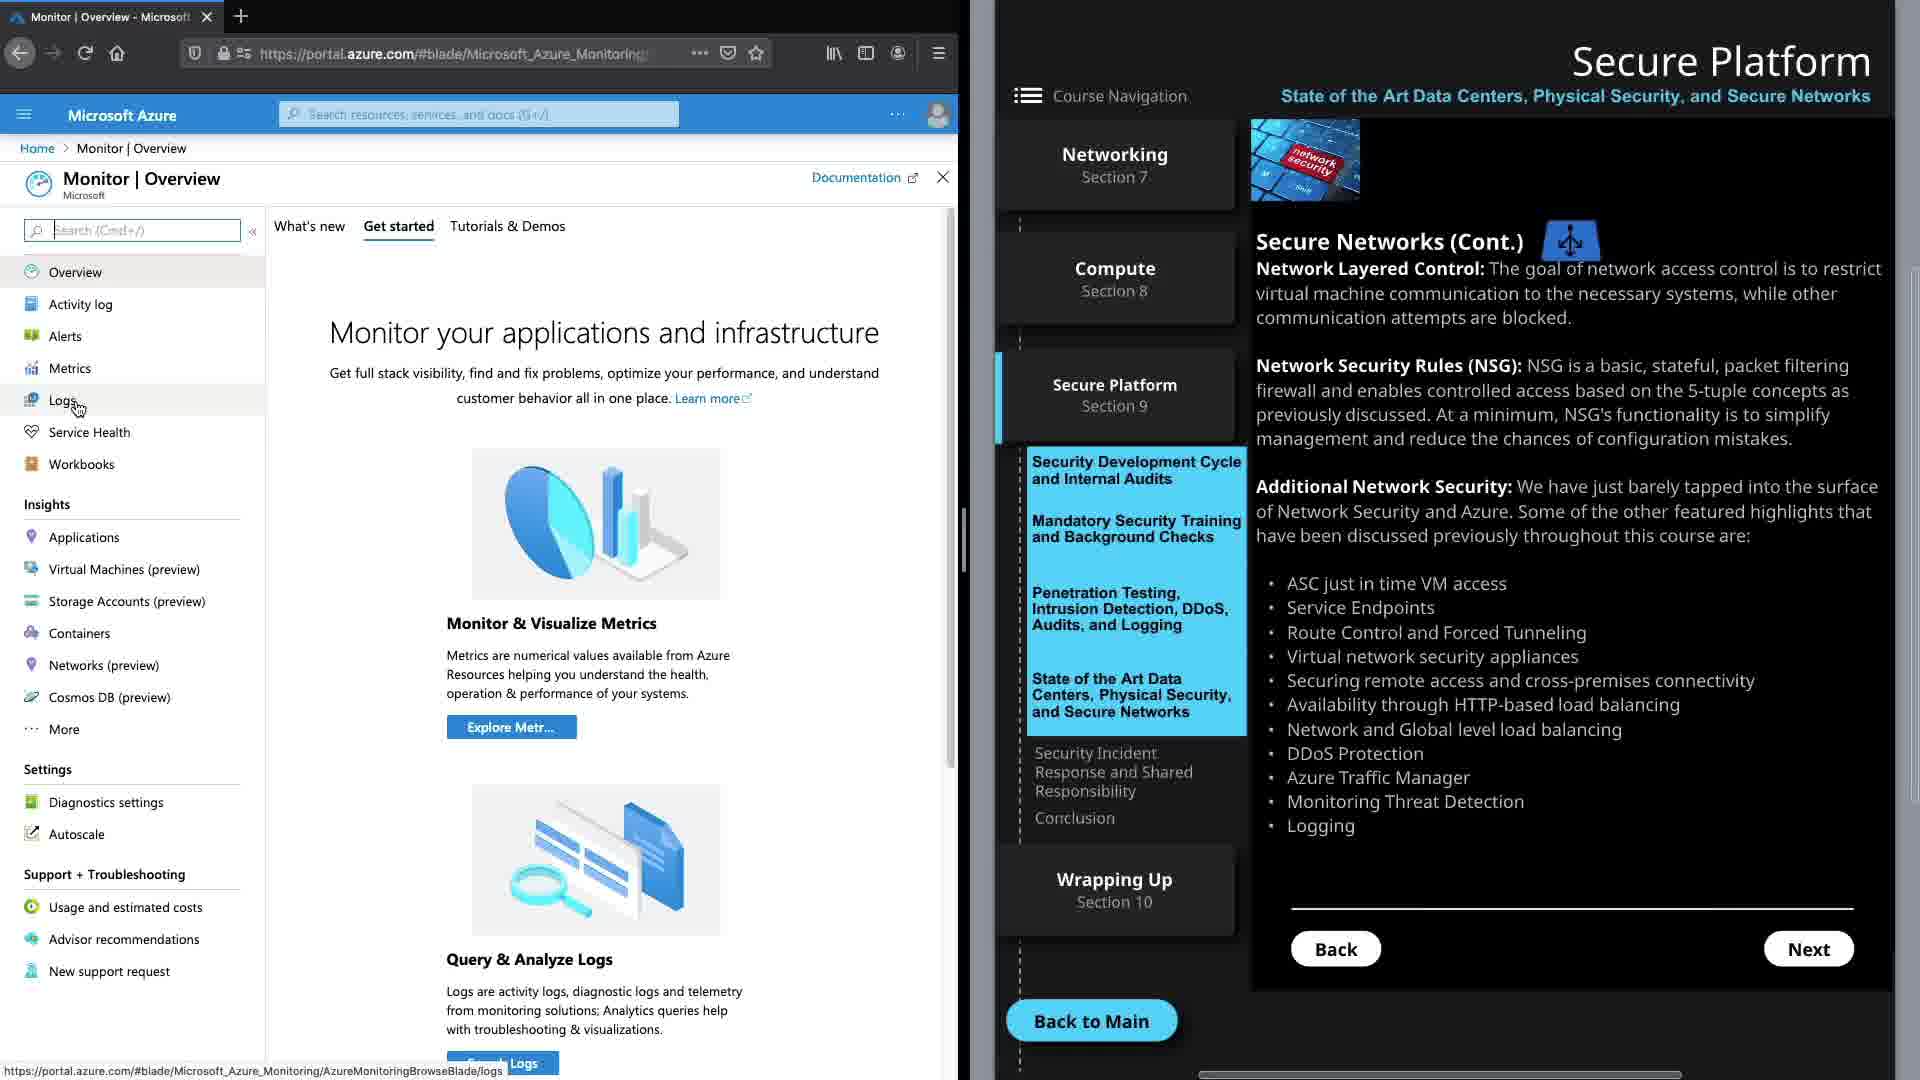 Monitor | Overview - Microsoft
https://portal.azure.com/#blade/Microsoft_Azure_Monitoring
Microsoft Azure
Search resources, services, and docs (G+/)
Home > Monitor | Overview
Monitor | Overview
Microsoft
Documentation
Search (Cmd+/)
Overview
Activity log
Alerts
Metrics
Logs
Service Health
Workbooks
Insights
Applications
Virtual Machines (preview)
Storage Accounts (preview)
Containers
Networks (preview)
Cosmos DB (preview)
More
Settings
Diagnostics settings
Autoscale
Support + Troubleshooting
Usage and estimated costs
Advisor recommendations
New support request
What's new Get started Tutorials & Demos
Monitor your applications and infrastructure
Get full stack visibility, find and fix problems, optimize your performance, and understand
customer behavior all in one place. Learn more
Monitor & Visualize Metrics
Metrics are numerical values available from Azure
Resources helping you understand the health,
operation & performance of your systems.
Explore Metr...
Query & Analyze Logs
Logs are activity logs, diagnostic logs and telemetry
from monitoring solutions; Analytics queries help
with troubleshooting & visualizations.
Logs
https://portal.azure.com/#blade/Microsoft_Azure_Monitoring/AzureMonitoringBrowseBlade/logs
Secure Platform
State of the Art Data Centers, Physical Security, and Secure Networks
Course Navigation
Networking
Section 7
Compute
Section 8
Secure Platform
Section 9
Security Development Cycle
and Internal Audits
Mandatory Security Training
and Background Checks
Penetration Testing,
Intrusion Detection, DDoS,
Audits, and Logging
State of the Art Data
Centers, Physical Security,
and Secure Networks
Security Incident
Response and Shared
Responsibility
Conclusion
Wrapping Up
Section 10
Back to Main
network
security
Secure Networks (Cont.)
Network Layered Control: The goal of network access control is to restrict
virtual machine communication to the necessary systems, while other
communication attempts are blocked.
Network Security Rules (NSG): NSG is a basic, stateful, packet filtering
firewall and enables controlled access based on the 5-tuple concepts as
previously discussed. At a minimum, NSG's functionality is to simplify
management and reduce the chances of configuration mistakes.
Additional Network Security: We have just barely tapped into the surface
of Network Security and Azure. Some of the other featured highlights that
have been discussed previously throughout this course are:
• ASC just in time VM access
• Service Endpoints
• Route Control and Forced Tunneling
• Virtual network security appliances
• Securing remote access and cross-premises connectivity
• Availability through HTTP-based load balancing
• Network and Global level load balancing
• DDoS Protection
• Azure Traffic Manager
• Monitoring Threat Detection
• Logging
Back
Next